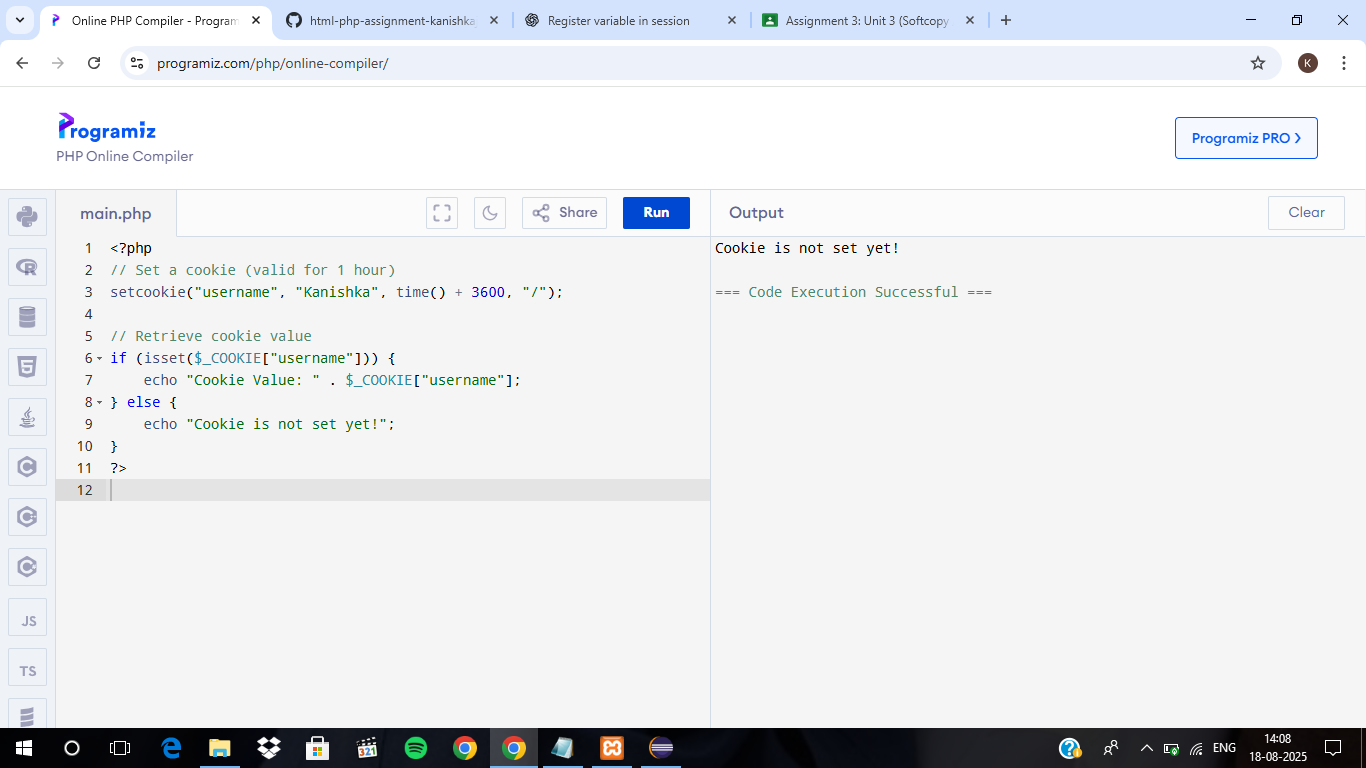 Online PHP Compiler - Program
html-php-assignment-kanishka
Register variable in session
Assignment 3: Unit 3 (Softcopy
programiz.com/php/online-compiler/
K
Programiz
PHP Online Compiler
Programiz PRO >
main.php
Share
Run
Output
Clear
1 <?php
2 // Set a cookie (valid for 1 hour)
3 setcookie("username", "Kanishka", time() + 3600, "/");
4
5 // Retrieve cookie value
6 if (isset($_COOKIE["username"])) {
7 echo "Cookie Value: " . $_COOKIE["username"];
8 } else {
9 echo "Cookie is not set yet!";
10 }
11 ?>
12
Cookie is not set yet!
=== Code Execution Successful ===
JS
TS
321
ENG
14:08
18-08-2025